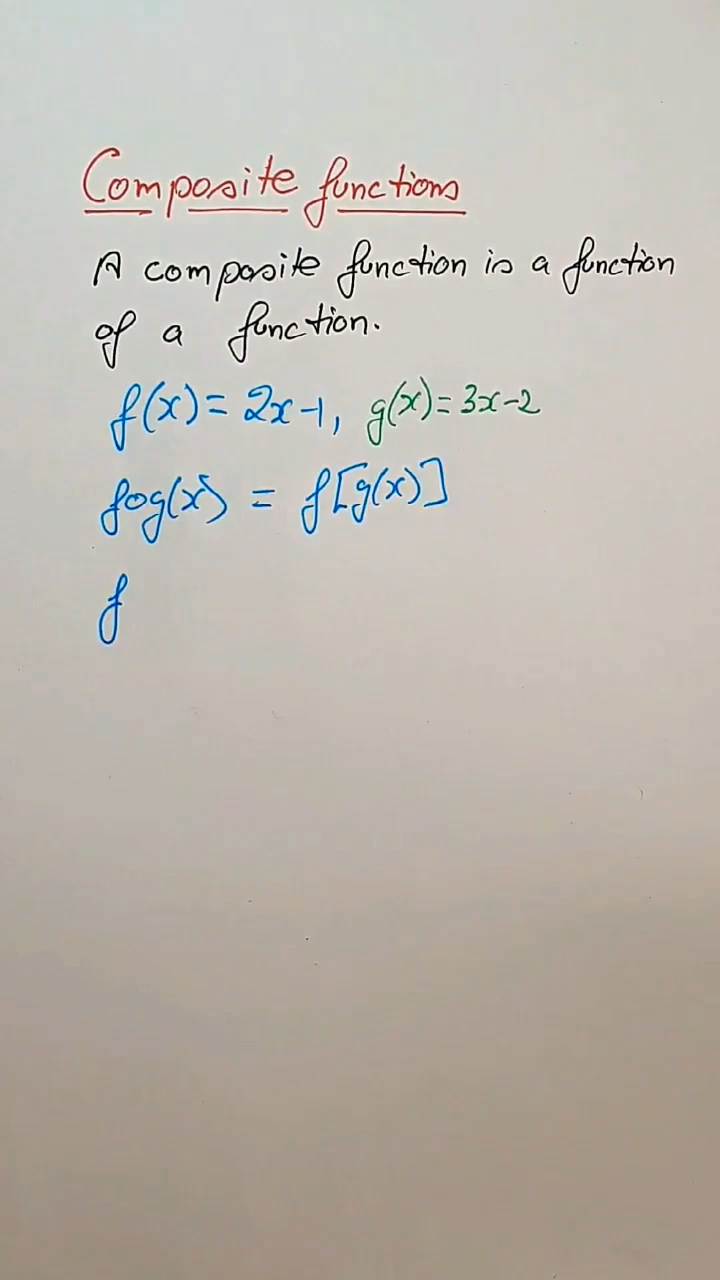 Composite functions
A composite function is a function
of a function.
f(x) = 2x-1, g(x) = 3x-2
fog(x) = f[g(x)]
f